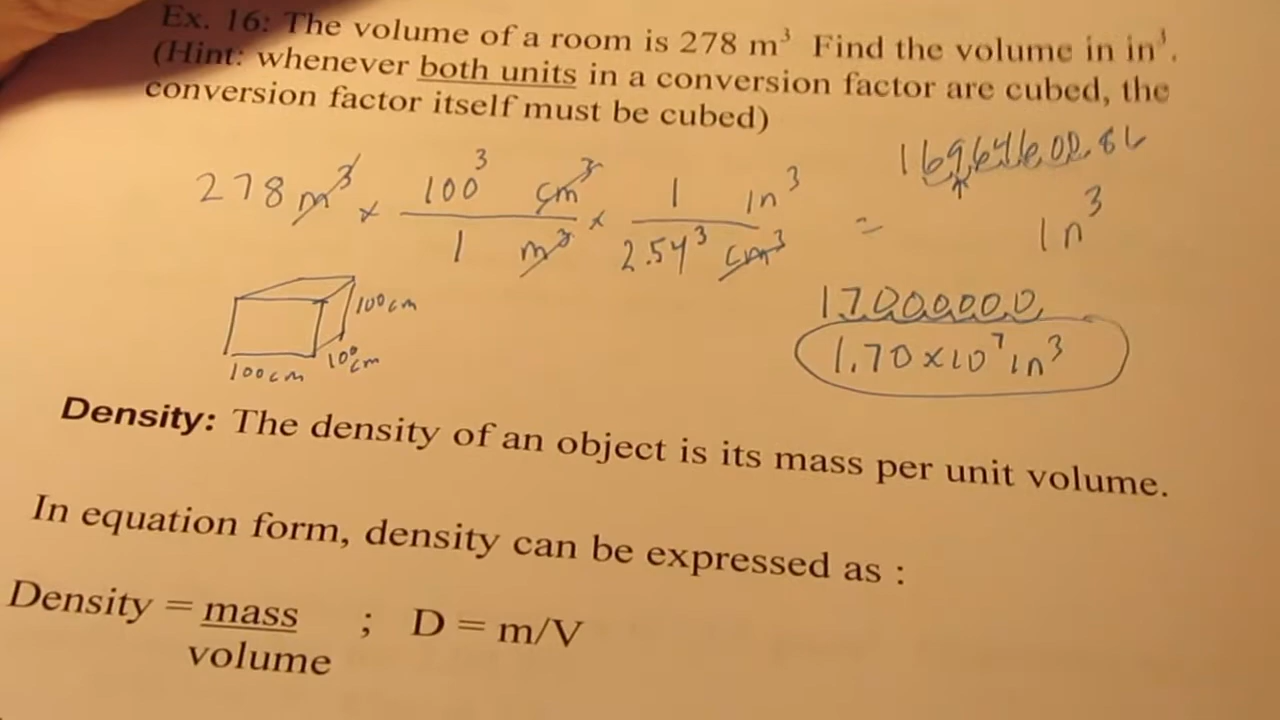 Ex. 16: The volume of a room is 278 m³ Find the volume in in³.
(Hint: whenever both units in a conversion factor are cubed, the
conversion factor itself must be cubed)
278 m³ × 100³ cm³ / 1 m³ × 1 in³ / 2.54³ cm³ = in³
17000000
1.70 × 10⁷ in³
100cm
100cm
100cm
Density: The density of an object is its mass per unit volume.
In equation form, density can be expressed as :
Density = mass ; D = m/V
volume